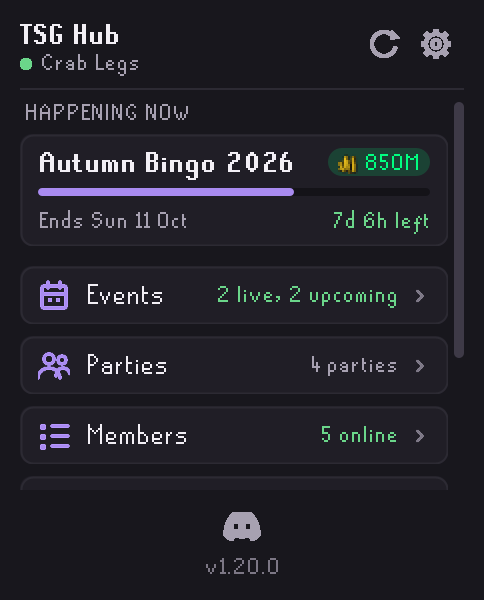 TSG Hub
Crab Legs
HAPPENING NOW
Autumn Bingo 2026 850M
Ends Sun 11 Oct 7d 6h left
Events 2 live, 2 upcoming
Parties 4 parties
Members 5 online
v1.20.0